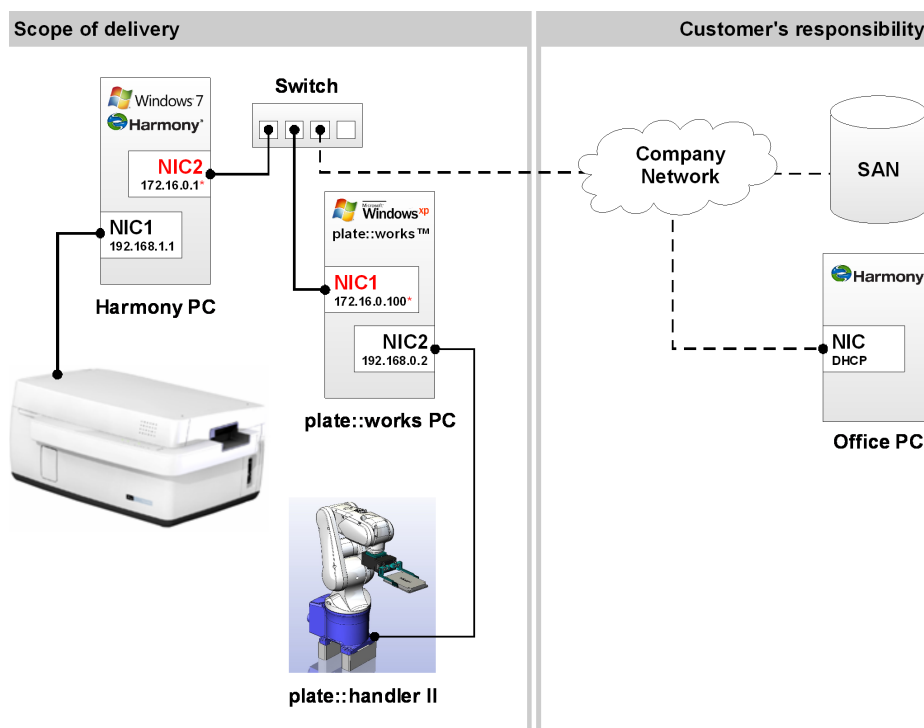 Scope of delivery
Customer's responsibility
Windows 7
Harmony*
NIC2
172.16.0.1*
NIC1
192.168.1.1
Harmony PC
Switch
Microsoft
Windows xp
plate::works™
NIC1
172.16.0.100*
NIC2
192.168.0.2
plate::works PC
plate::handler II
Company
Network
SAN
Harmony
NIC
DHCP
Office PC